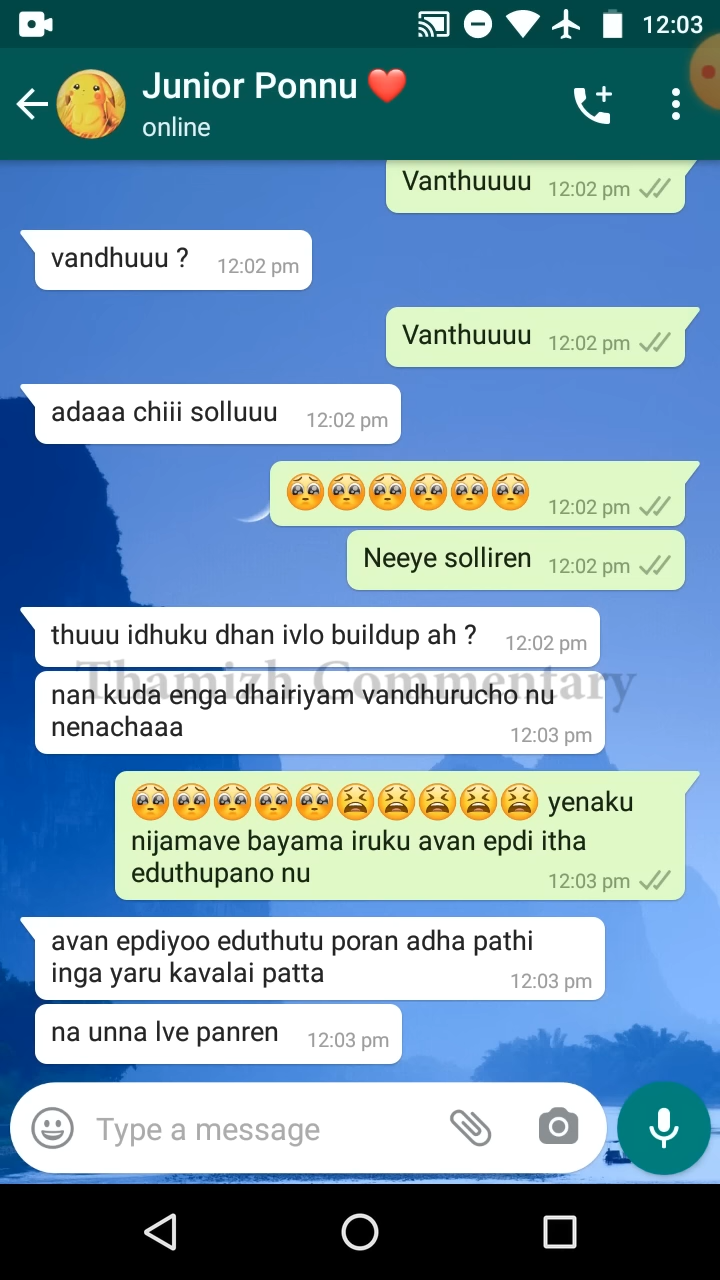 12:03
Junior Ponnu ❤️
online
Vanthuuuu 12:02 pm
vandhuuu ? 12:02 pm
Vanthuuuu 12:02 pm
adaaa chiii solluuu 12:02 pm
🥺🥺🥺🥺🥺🥺 12:02 pm
Neeye solliren 12:02 pm
thuuu idhuku dhan ivlo buildup ah ? 12:02 pm
Thamizh Commentary
nan kuda enga dhairiyam vandhurucho nu
nenachaaa 12:03 pm
🥺🥺🥺🥺🥺😫😫😫😫😫 yenaku
nijamave bayama iruku avan epdi itha
eduthupano nu 12:03 pm
avan epdiyoo eduthutu poran adha pathi
inga yaru kavalai patta 12:03 pm
na unna lve panren 12:03 pm
Type a message